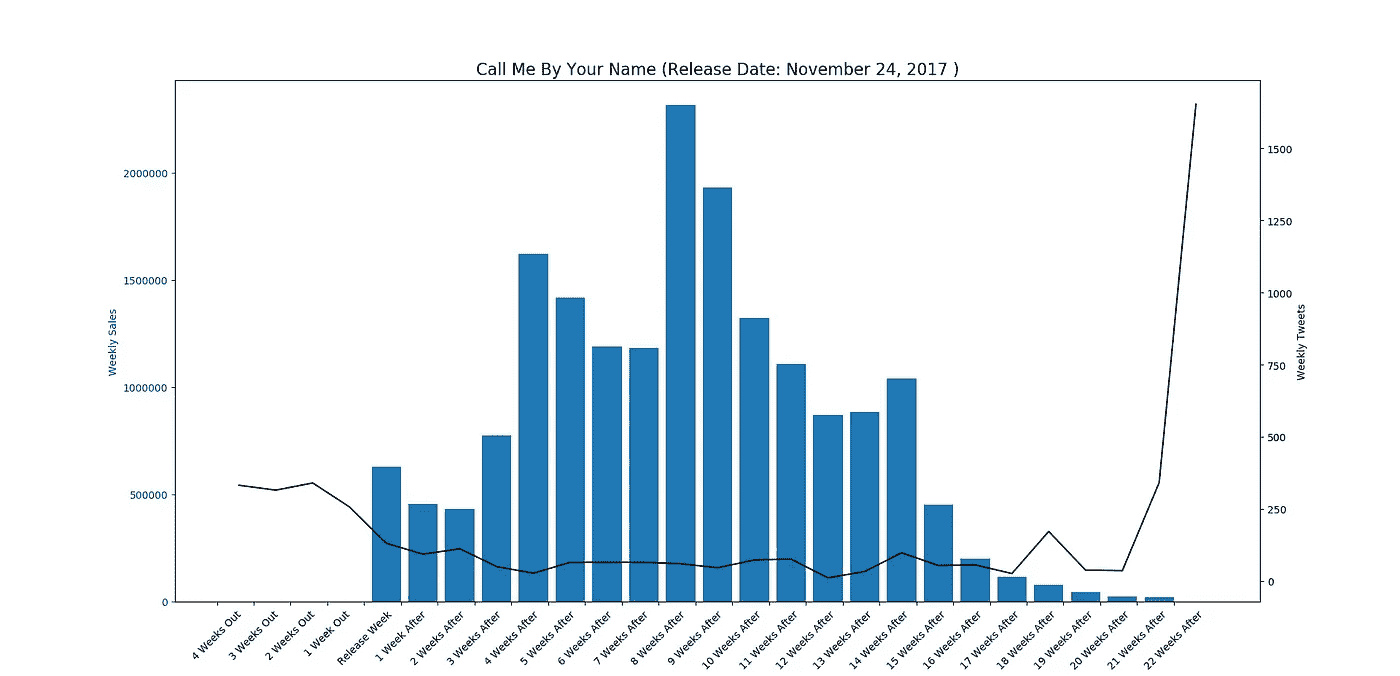 Call Me By Your Name (Release Date: November 24, 2017 )
Weekly Sales
2000000
1500000
1000000
500000
0
Weekly Tweets
1500
1250
1000
750
500
250
0
4 Weeks Out
3 Weeks Out
2 Weeks Out
1 Week Out
Release Week
1 Week After
2 Weeks After
3 Weeks After
4 Weeks After
5 Weeks After
6 Weeks After
7 Weeks After
8 Weeks After
9 Weeks After
10 Weeks After
11 Weeks After
12 Weeks After
13 Weeks After
14 Weeks After
15 Weeks After
16 Weeks After
17 Weeks After
18 Weeks After
19 Weeks After
20 Weeks After
21 Weeks After
22 Weeks After